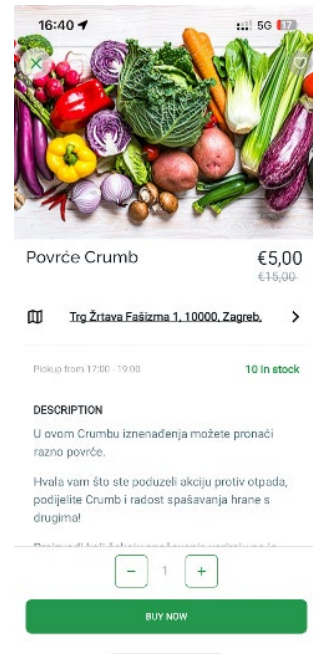 16:40
5G 17
Povrće Crumb
€5,00
€15,00
Trg Žrtava Fašizma 1, 10000, Zagreb,
Pickup from 17:00 - 19:00
10 in stock
DESCRIPTION
U ovom Crumbu iznenađenja možete pronaći
razno povrće.
Hvala vam što ste poduzeli akciju protiv otpada,
podijelite Crumb i radost spašavanja hrane s
drugima!
- 1 +
BUY NOW